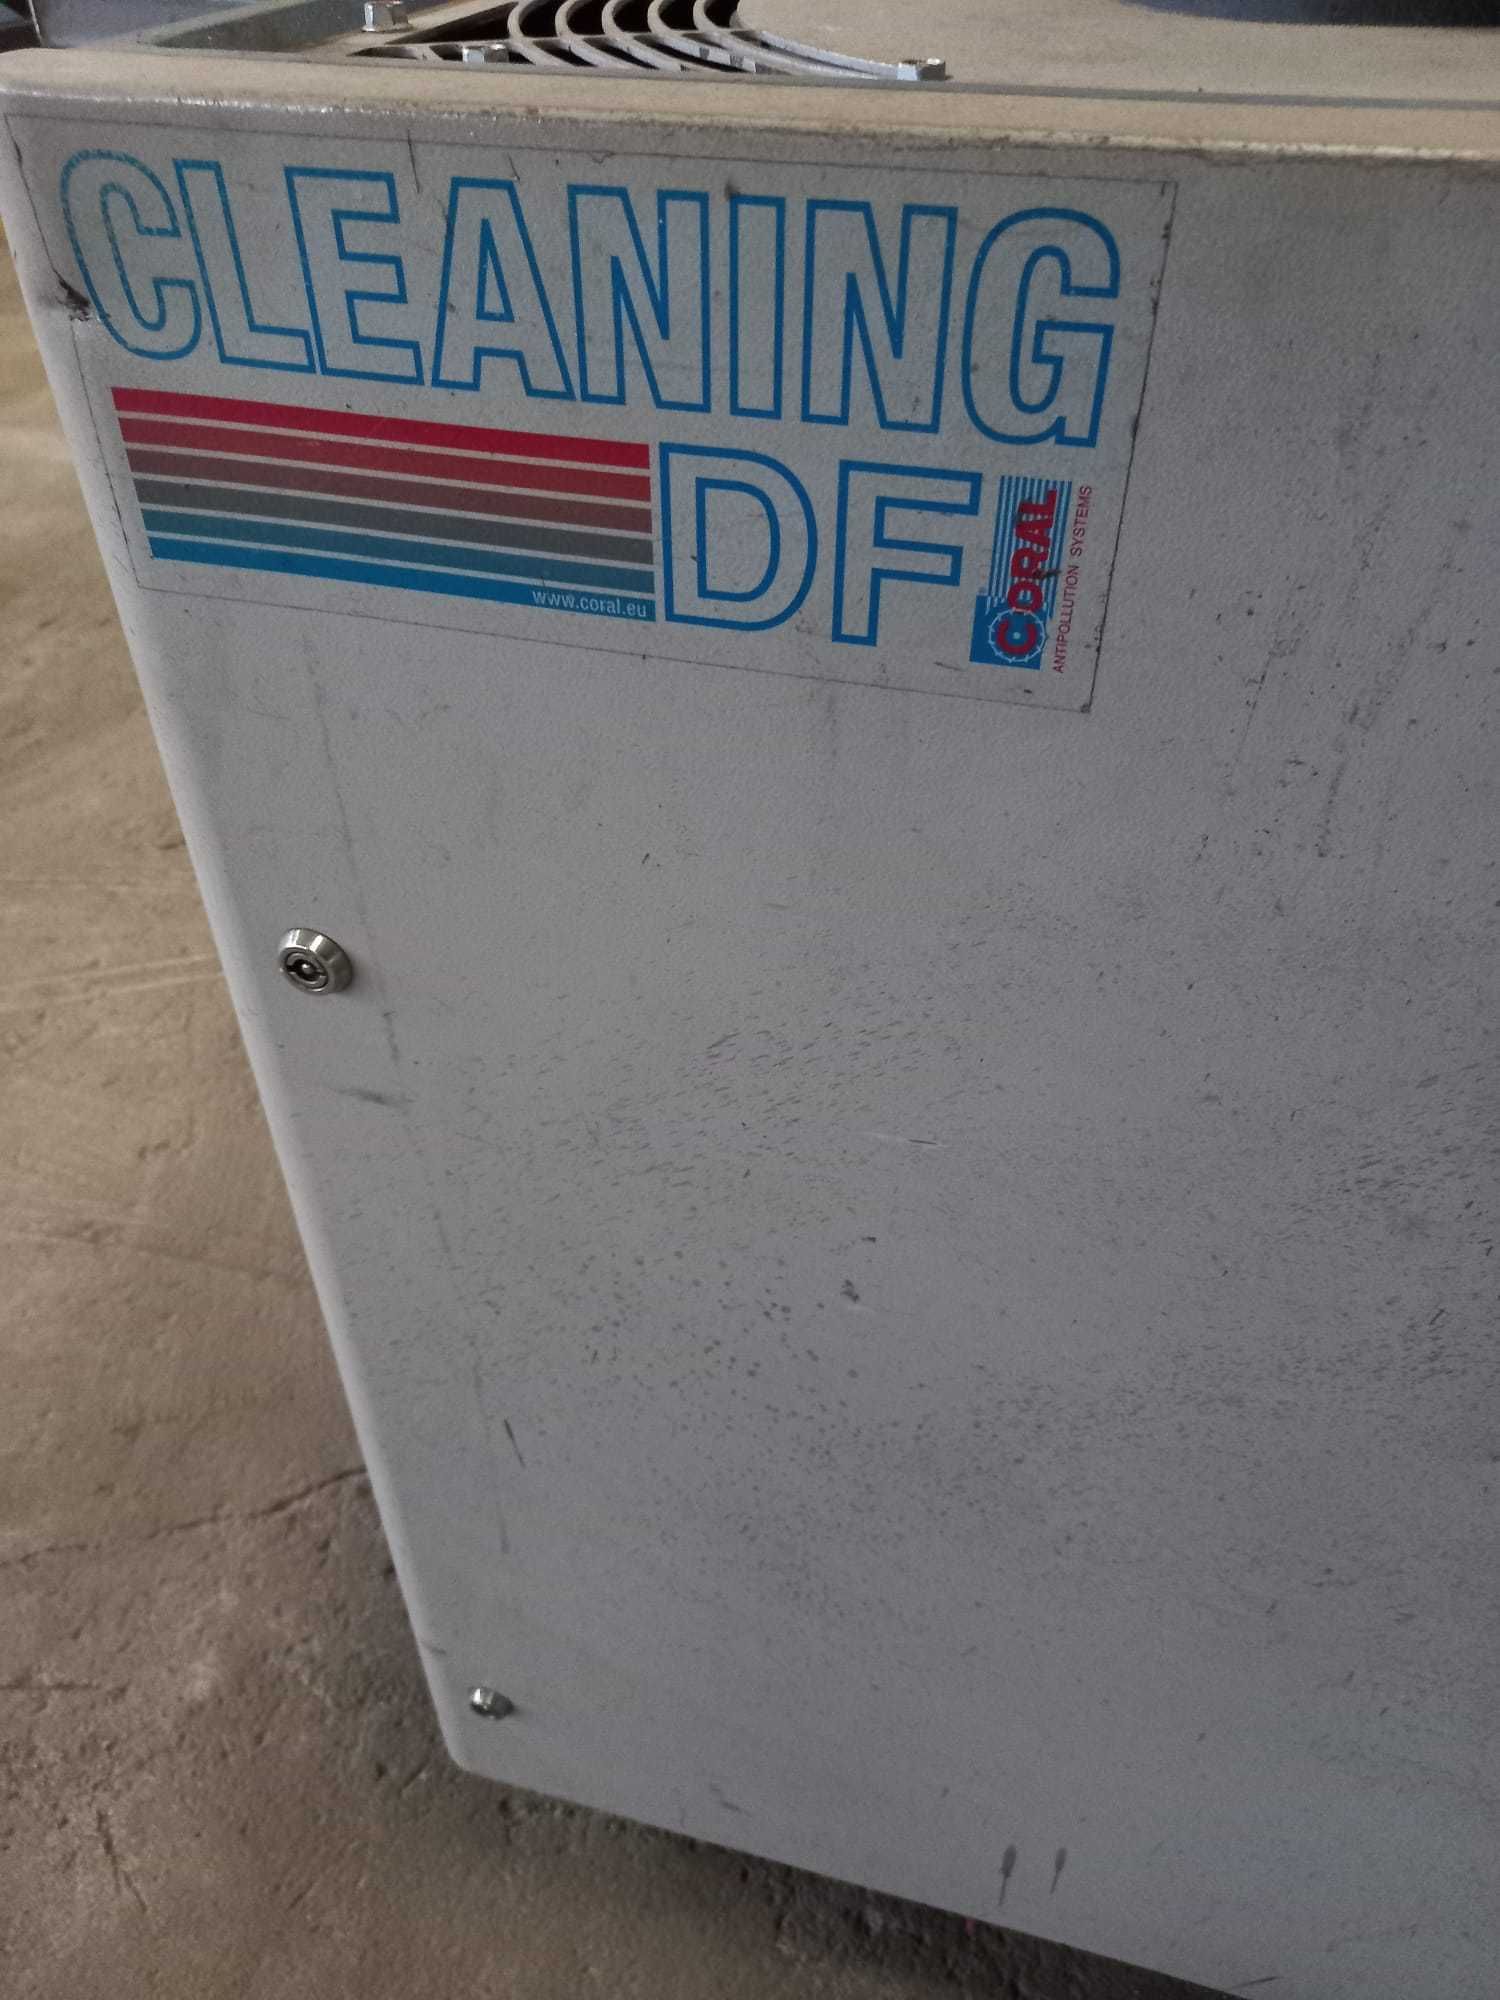 CLEANING
DF
www.coral.eu
CORAL
ANTIPOLLUTION SYSTEMS